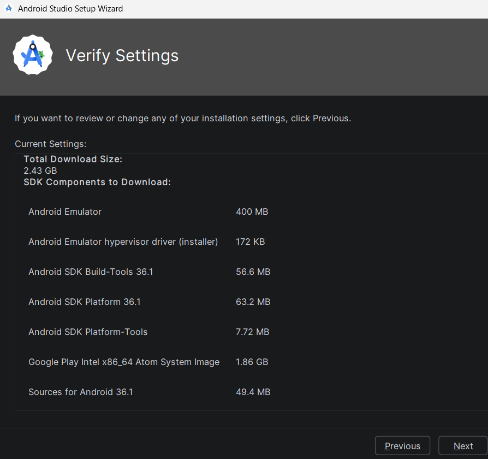 Android Studio Setup Wizard
Verify Settings
If you want to review or change any of your installation settings, click Previous.
Current Settings:
Total Download Size:
2.43 GB
SDK Components to Download:
Android Emulator 400 MB
Android Emulator hypervisor driver (installer) 172 KB
Android SDK Build-Tools 36.1 56.6 MB
Android SDK Platform 36.1 63.2 MB
Android SDK Platform-Tools 7.72 MB
Google Play Intel x86_64 Atom System Image 1.86 GB
Sources for Android 36.1 49.4 MB
Previous Next